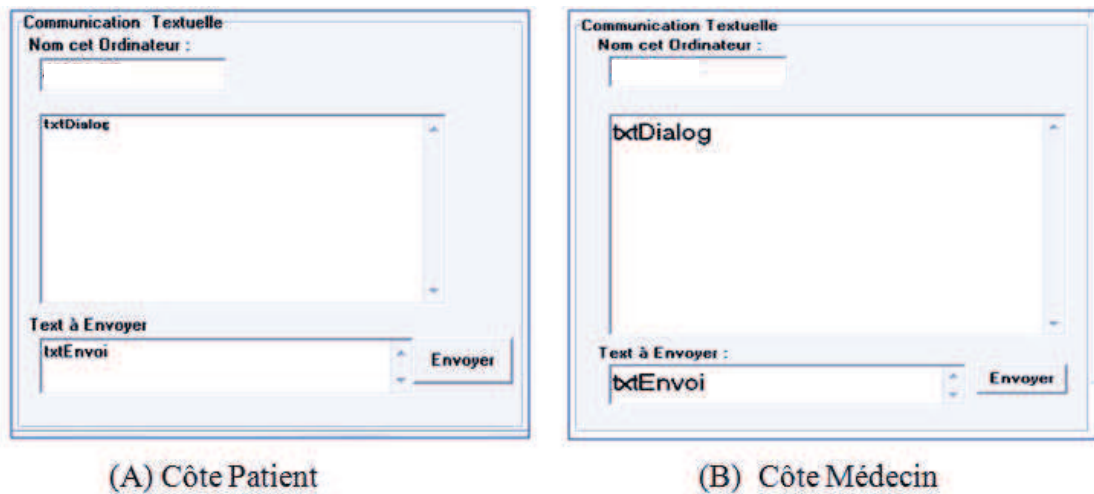 Communication Textuelle
Nom cet Ordinateur :
txtDialog
Text à Envoyer
txtEnvoi
Envoyer
(A) Côte Patient
Communication Textuelle
Nom cet Ordinateur :
txtDialog
Text à Envoyer :
txtEnvoi
Envoyer
(B) Côte Médecin